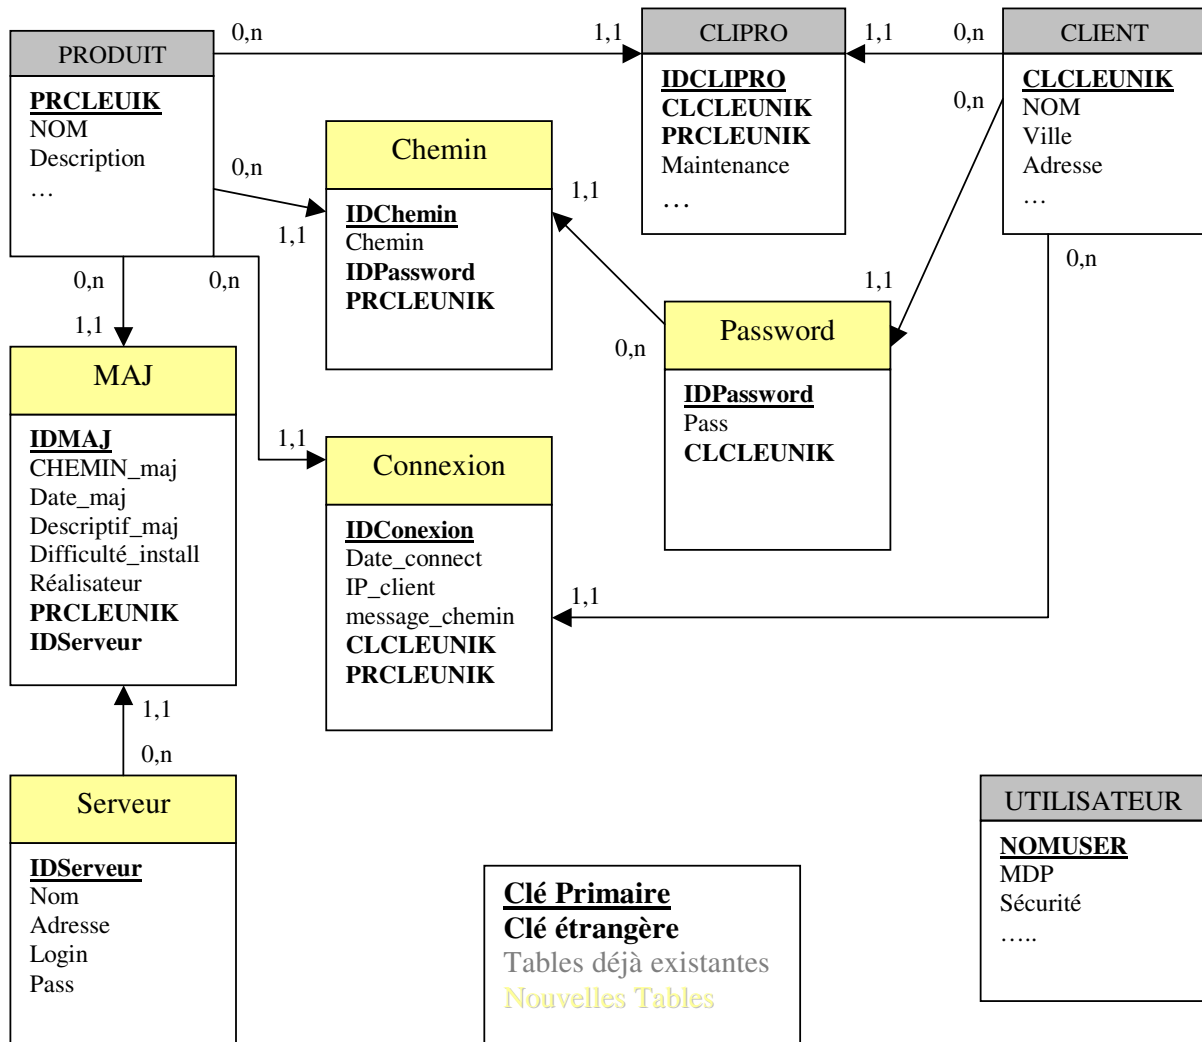 PRODUIT
PRCLEUIK
NOM
Description
…
0,n
1,1
CLIPRO
IDCLIPRO
CLCLEUNIK
PRCLEUNIK
Maintenance
…
1,1
0,n
CLIENT
CLCLEUNIK
NOM
Ville
Adresse
…
0,n
0,n
1,1
Chemin
IDChemin
Chemin
IDPassword
PRCLEUNIK
1,1
0,n
1,1
Password
IDPassword
Pass
CLCLEUNIK
0,n
0,n
0,n
1,1
MAJ
IDMAJ
CHEMIN_maj
Date_maj
Descriptif_maj
Difficulté_install
Réalisateur
PRCLEUNIK
IDServeur
1,1
Connexion
IDConexion
Date_connect
IP_client
message_chemin
CLCLEUNIK
PRCLEUNIK
1,1
1,1
0,n
Serveur
IDServeur
Nom
Adresse
Login
Pass
Clé Primaire
Clé étrangère
Tables déjà existantes
Nouvelles Tables
UTILISATEUR
NOMUSER
MDP
Sécurité
…..